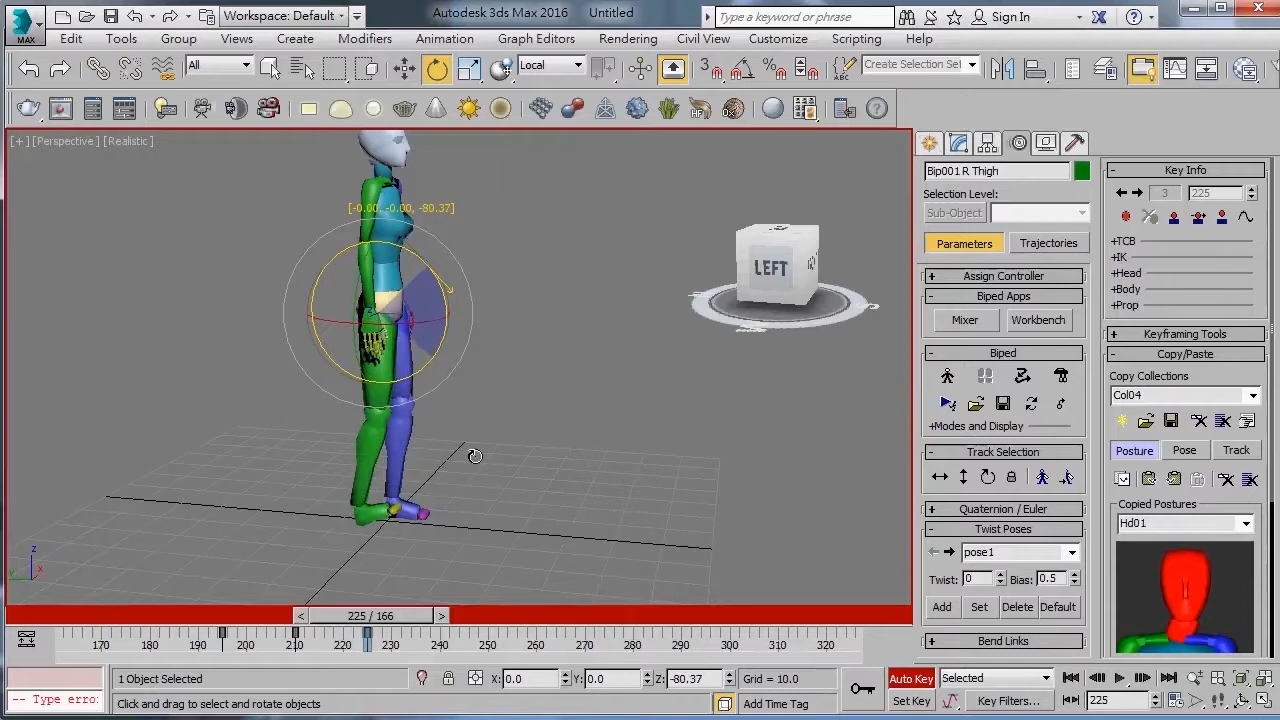 Workspace: Default
Autodesk 3ds Max 2016
Untitled
Type a keyword or phrase
Sign In
MAX
Edit
Tools
Group
Views
Create
Modifiers
Animation
Graph Editors
Rendering
Civil View
Customize
Scripting
Help
All
Local
Create Selection Set
[+][Perspective][Realistic]
[-0.00, -0.00, -80.37]
LEFT
z
x
y
Bip001 R Thigh
Selection Level:
Sub-Object
Parameters
Trajectories
+ Assign Controller
- Biped Apps
Mixer
Workbench
- Biped
+Modes and Display
- Track Selection
+ Quaternion / Euler
- Twist Poses
pose1
Twist: 0
Bias: 0.5
Add
Set
Delete
Default
+ Bend Links
- Key Info
3
225
+TCB
+IK
+Head
+Body
+Prop
+ Keyframing Tools
- Copy/Paste
Copy Collections
Col04
Posture
Pose
Track
Copied Postures
Hd01
< 225 / 166 >
170
180
190
200
210
220
230
240
250
260
270
280
290
300
310
320
-- Type erro:
1 Object Selected
X: 0.0
Y: 0.0
Z: -80.37
Grid = 10.0
Click and drag to select and rotate objects
Add Time Tag
Auto Key
Selected
Set Key
Key Filters...
225